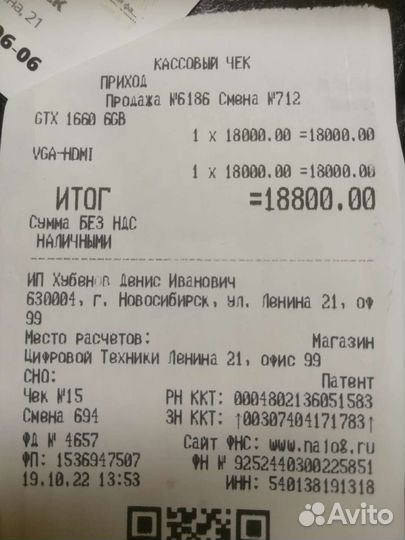 на, 21
06-06
КАССОВЫЙ ЧЕК
ПРИХОД
Продажа №6186 Смена №712
GTX 1660 6GB
1 x 18000.00 =18000.00
VGA-HDMI
1 x 18000.00 =18000.00
ИТОГ =18800.00
Сумма БЕЗ НДС
НАЛИЧНЫМИ
ИП Хубенов Денис Иванович
630004, г. Новосибирск, ул. Ленина 21, оф
99
Место расчетов: Магазин
Цифровой Техники Ленина 21, офис 99
СНО: Патент
Чек №15 РН ККТ: 0004802136051583
Смена 694 ЗН ККТ: ↑00307404171783↑
ФД № 4657 Сайт ФНС: www.nalog.ru
ФП: 1536947507 ФН № 9252440300225851
19.10.22 13:53 ИНН: 540138191318
Avito